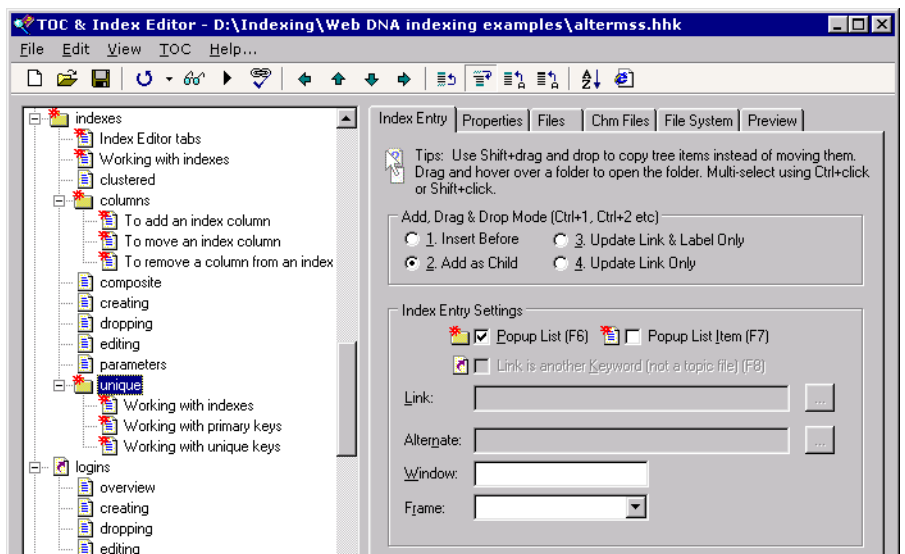 TOC & Index Editor - D:\Indexing\Web DNA indexing examples\altermss.hhk
File Edit View TOC Help...
indexes
Index Editor tabs
Working with indexes
clustered
columns
To add an index column
To move an index column
To remove a column from an index
composite
creating
dropping
editing
parameters
unique
Working with indexes
Working with primary keys
Working with unique keys
logins
overview
creating
dropping
editing
Index Entry Properties Files Chm Files File System Preview
Tips: Use Shift+drag and drop to copy tree items instead of moving them.
Drag and hover over a folder to open the folder. Multi-select using Ctrl+click
or Shift+click.
Add, Drag & Drop Mode (Ctrl+1, Ctrl+2 etc)
1. Insert Before 3. Update Link & Label Only
2. Add as Child 4. Update Link Only
Index Entry Settings
Popup List (F6) Popup List Item (F7)
Link is another Keyword (not a topic file) (F8)
Link: ...
Alternate: ...
Window:
Frame: